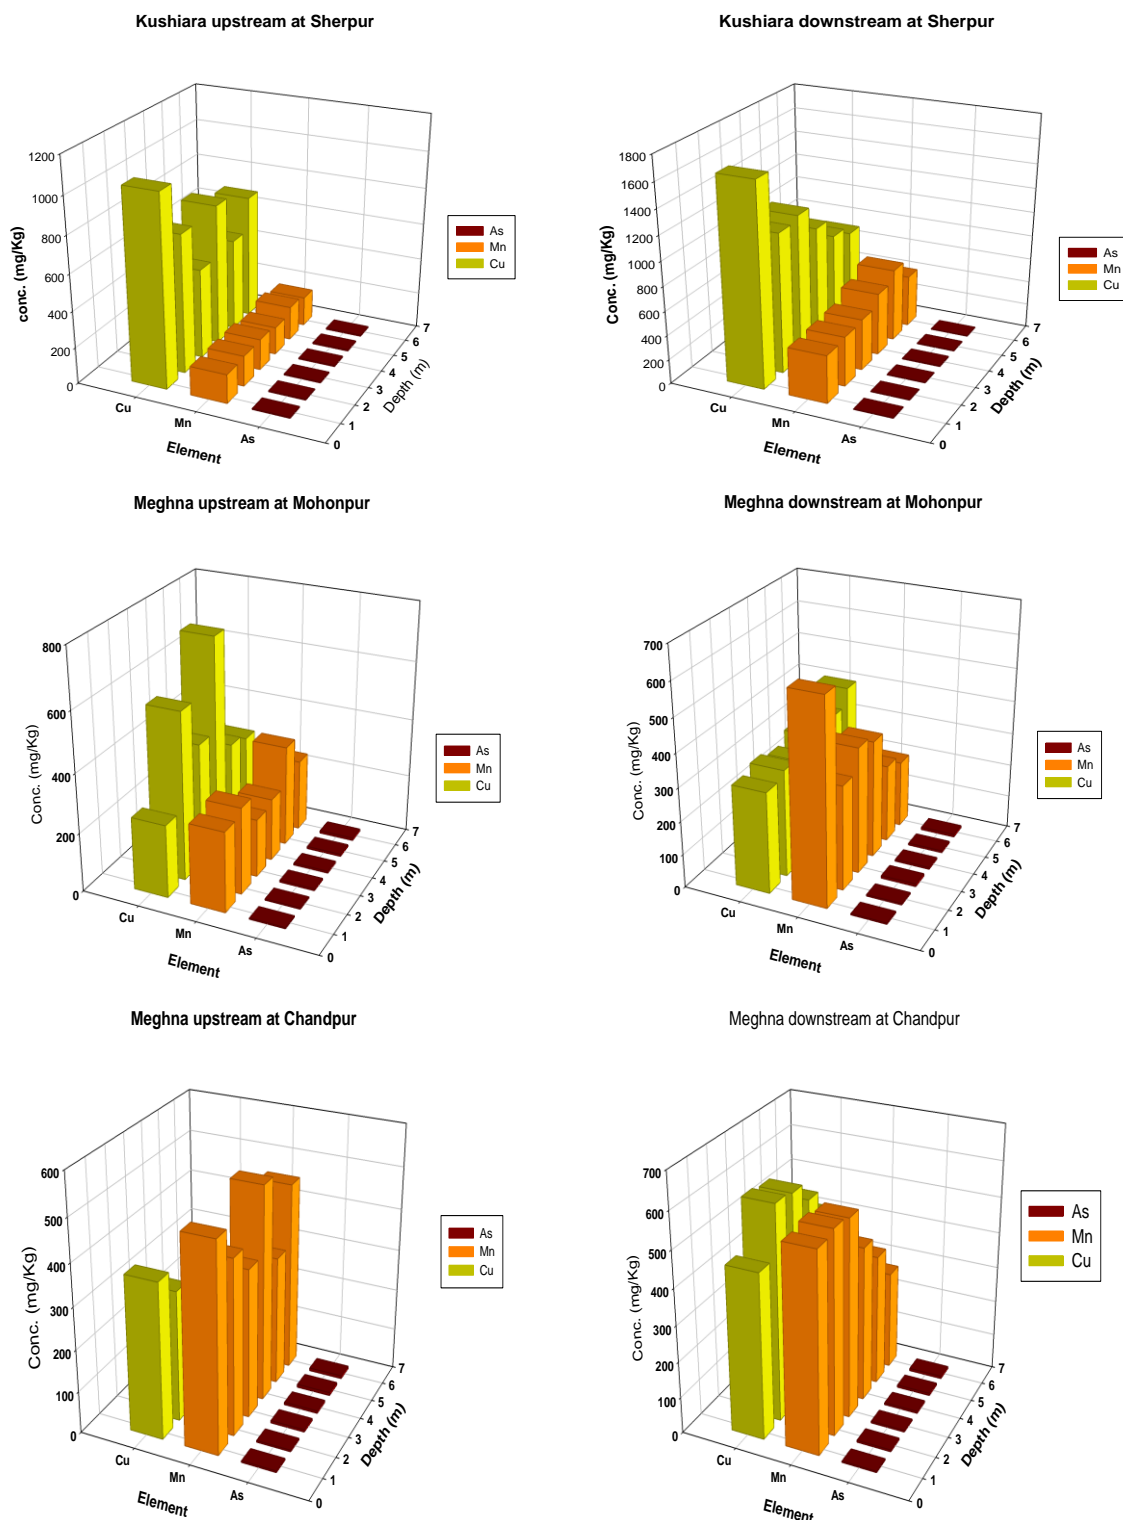 Kushiara upstream at Sherpur
conc. (mg/Kg)
1200
1000
800
600
400
200
0
Cu
Mn
As
Element
0
1
2
3
4
5
6
7
Depth (m)
As
Mn
Cu
Kushiara downstream at Sherpur
Conc. (mg/Kg)
1800
1600
1400
1200
1000
800
600
400
200
0
Cu
Mn
As
Element
0
1
2
3
4
5
6
7
Depth (m)
As
Mn
Cu
Meghna upstream at Mohonpur
Conc. (mg/Kg)
800
600
400
200
0
Cu
Mn
As
Element
0
1
2
3
4
5
6
7
Depth (m)
As
Mn
Cu
Meghna downstream at Mohonpur
Conc. (mg/Kg)
700
600
500
400
300
200
100
0
Cu
Mn
As
Element
0
1
2
3
4
5
6
7
Depth (m)
As
Mn
Cu
Meghna upstream at Chandpur
Conc. (mg/Kg)
600
500
400
300
200
100
0
Cu
Mn
As
Element
0
1
2
3
4
5
6
7
Depth (m)
As
Mn
Cu
Meghna downstream at Chandpur
Conc. (mg/Kg)
700
600
500
400
300
200
100
0
Cu
Mn
As
Element
0
1
2
3
4
5
6
7
Depth (m)
As
Mn
Cu